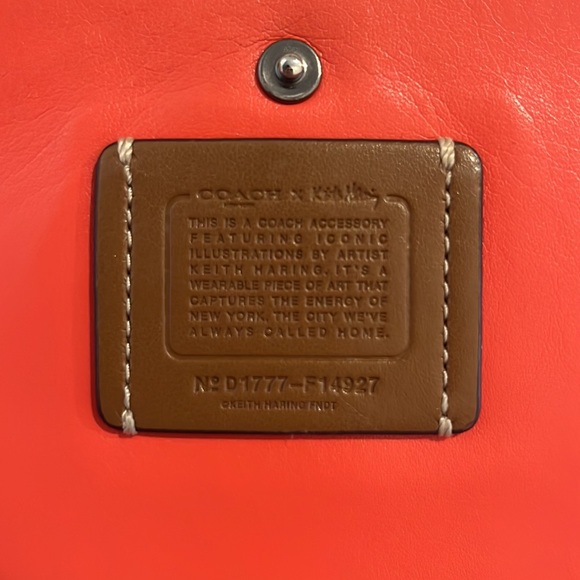 COACH × Keith Haring
THIS IS A COACH ACCESSORY
FEATURING ICONIC
ILLUSTRATIONS BY ARTIST
KEITH HARING. IT'S A
WEARABLE PIECE OF ART THAT
CAPTURES THE ENERGY OF
NEW YORK, THE CITY WE'VE
ALWAYS CALLED HOME.
Nº D1777-F14927
©KEITH HARING FNDT